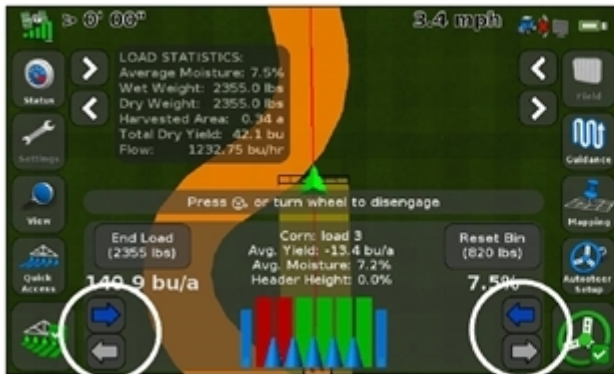 0' 00"
3.4 mph
LOAD STATISTICS:
Average Moisture: 7.5%
Wet Weight: 2355.0 lbs
Dry Weight: 2355.0 lbs
Harvested Area: 0.34 a
Total Dry Yield: 42.1 bu
Flow: 1232.75 bu/hr
Status
Settings
View
Quick
Access
Field
Guidance
Mapping
Autosteer
Setup
Press , or turn wheel to disengage
End Load
(2355 lbs)
Corn: load 3
Avg. Yield: -13.4 bu/a
Avg. Moisture: 7.2%
Header Height: 0.0%
Reset Bin
(820 lbs)
140.9 bu/a
7.5%